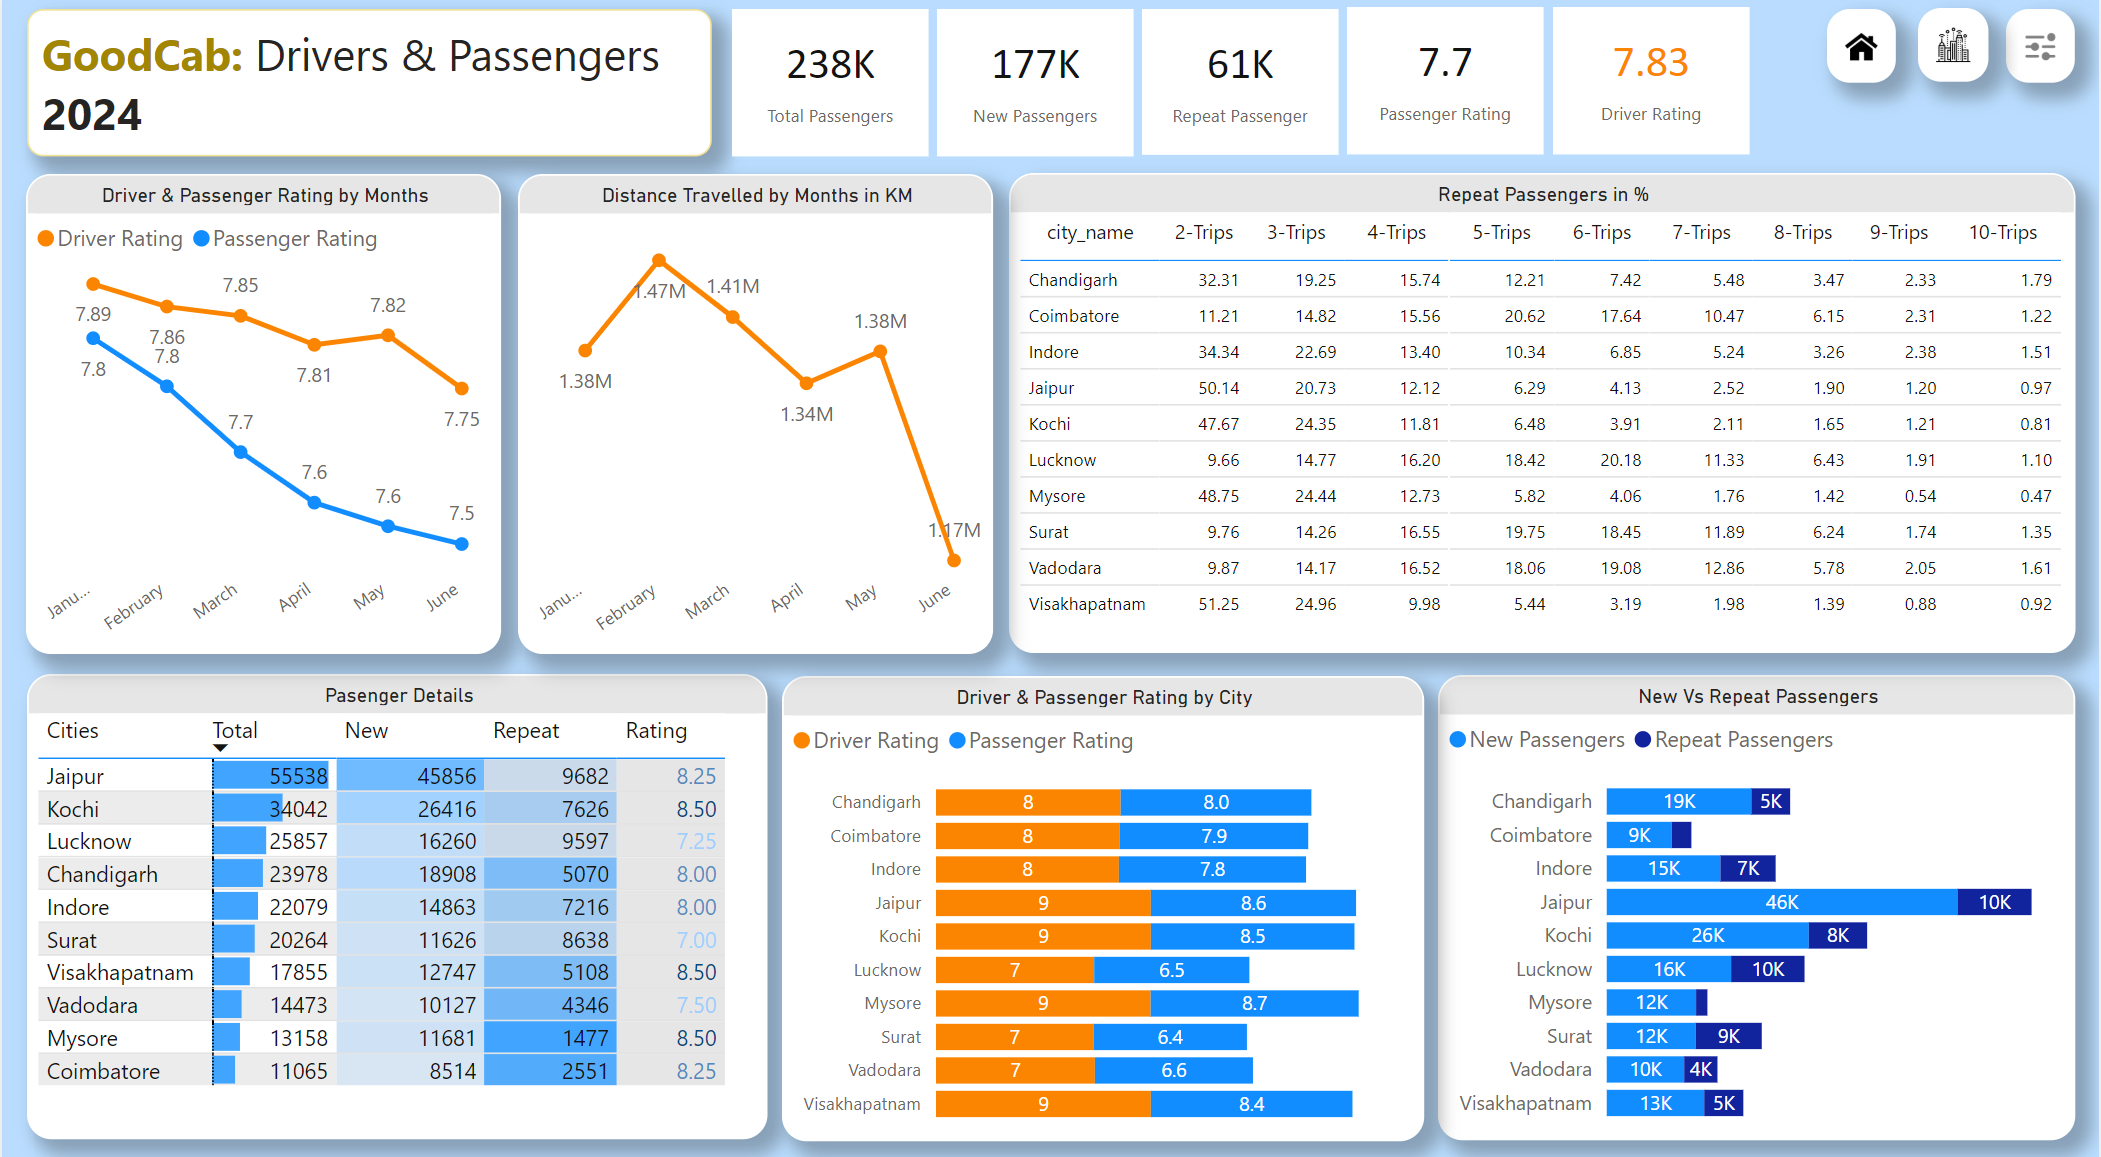 GoodCab: Drivers & Passengers
2024
238K
Total Passengers
177K
New Passengers
61K
Repeat Passenger
7.7
Passenger Rating
7.83
Driver Rating
Driver & Passenger Rating by Months
Driver Rating Passenger Rating
7.89
7.86
7.85
7.81
7.82
7.75
7.8
7.8
7.7
7.6
7.6
7.5
Janu... February March April May June
Distance Travelled by Months in KM
1.38M
1.47M
1.41M
1.34M
1.38M
1.17M
Janu... February March April May June
Repeat Passengers in %
city_name 2-Trips 3-Trips 4-Trips 5-Trips 6-Trips 7-Trips 8-Trips 9-Trips 10-Trips
Chandigarh 32.31 19.25 15.74 12.21 7.42 5.48 3.47 2.33 1.79
Coimbatore 11.21 14.82 15.56 20.62 17.64 10.47 6.15 2.31 1.22
Indore 34.34 22.69 13.40 10.34 6.85 5.24 3.26 2.38 1.51
Jaipur 50.14 20.73 12.12 6.29 4.13 2.52 1.90 1.20 0.97
Kochi 47.67 24.35 11.81 6.48 3.91 2.11 1.65 1.21 0.81
Lucknow 9.66 14.77 16.20 18.42 20.18 11.33 6.43 1.91 1.10
Mysore 48.75 24.44 12.73 5.82 4.06 1.76 1.42 0.54 0.47
Surat 9.76 14.26 16.55 19.75 18.45 11.89 6.24 1.74 1.35
Vadodara 9.87 14.17 16.52 18.06 19.08 12.86 5.78 2.05 1.61
Visakhapatnam 51.25 24.96 9.98 5.44 3.19 1.98 1.39 0.88 0.92
Pasenger Details
Cities Total New Repeat Rating
Jaipur 55538 45856 9682 8.25
Kochi 34042 26416 7626 8.50
Lucknow 25857 16260 9597 7.25
Chandigarh 23978 18908 5070 8.00
Indore 22079 14863 7216 8.00
Surat 20264 11626 8638 7.00
Visakhapatnam 17855 12747 5108 8.50
Vadodara 14473 10127 4346 7.50
Mysore 13158 11681 1477 8.50
Coimbatore 11065 8514 2551 8.25
Driver & Passenger Rating by City
Driver Rating Passenger Rating
Chandigarh 8 8.0
Coimbatore 8 7.9
Indore 8 7.8
Jaipur 9 8.6
Kochi 9 8.5
Lucknow 7 6.5
Mysore 9 8.7
Surat 7 6.4
Vadodara 7 6.6
Visakhapatnam 9 8.4
New Vs Repeat Passengers
New Passengers Repeat Passengers
Chandigarh 19K 5K
Coimbatore 9K
Indore 15K 7K
Jaipur 46K 10K
Kochi 26K 8K
Lucknow 16K 10K
Mysore 12K
Surat 12K 9K
Vadodara 10K 4K
Visakhapatnam 13K 5K